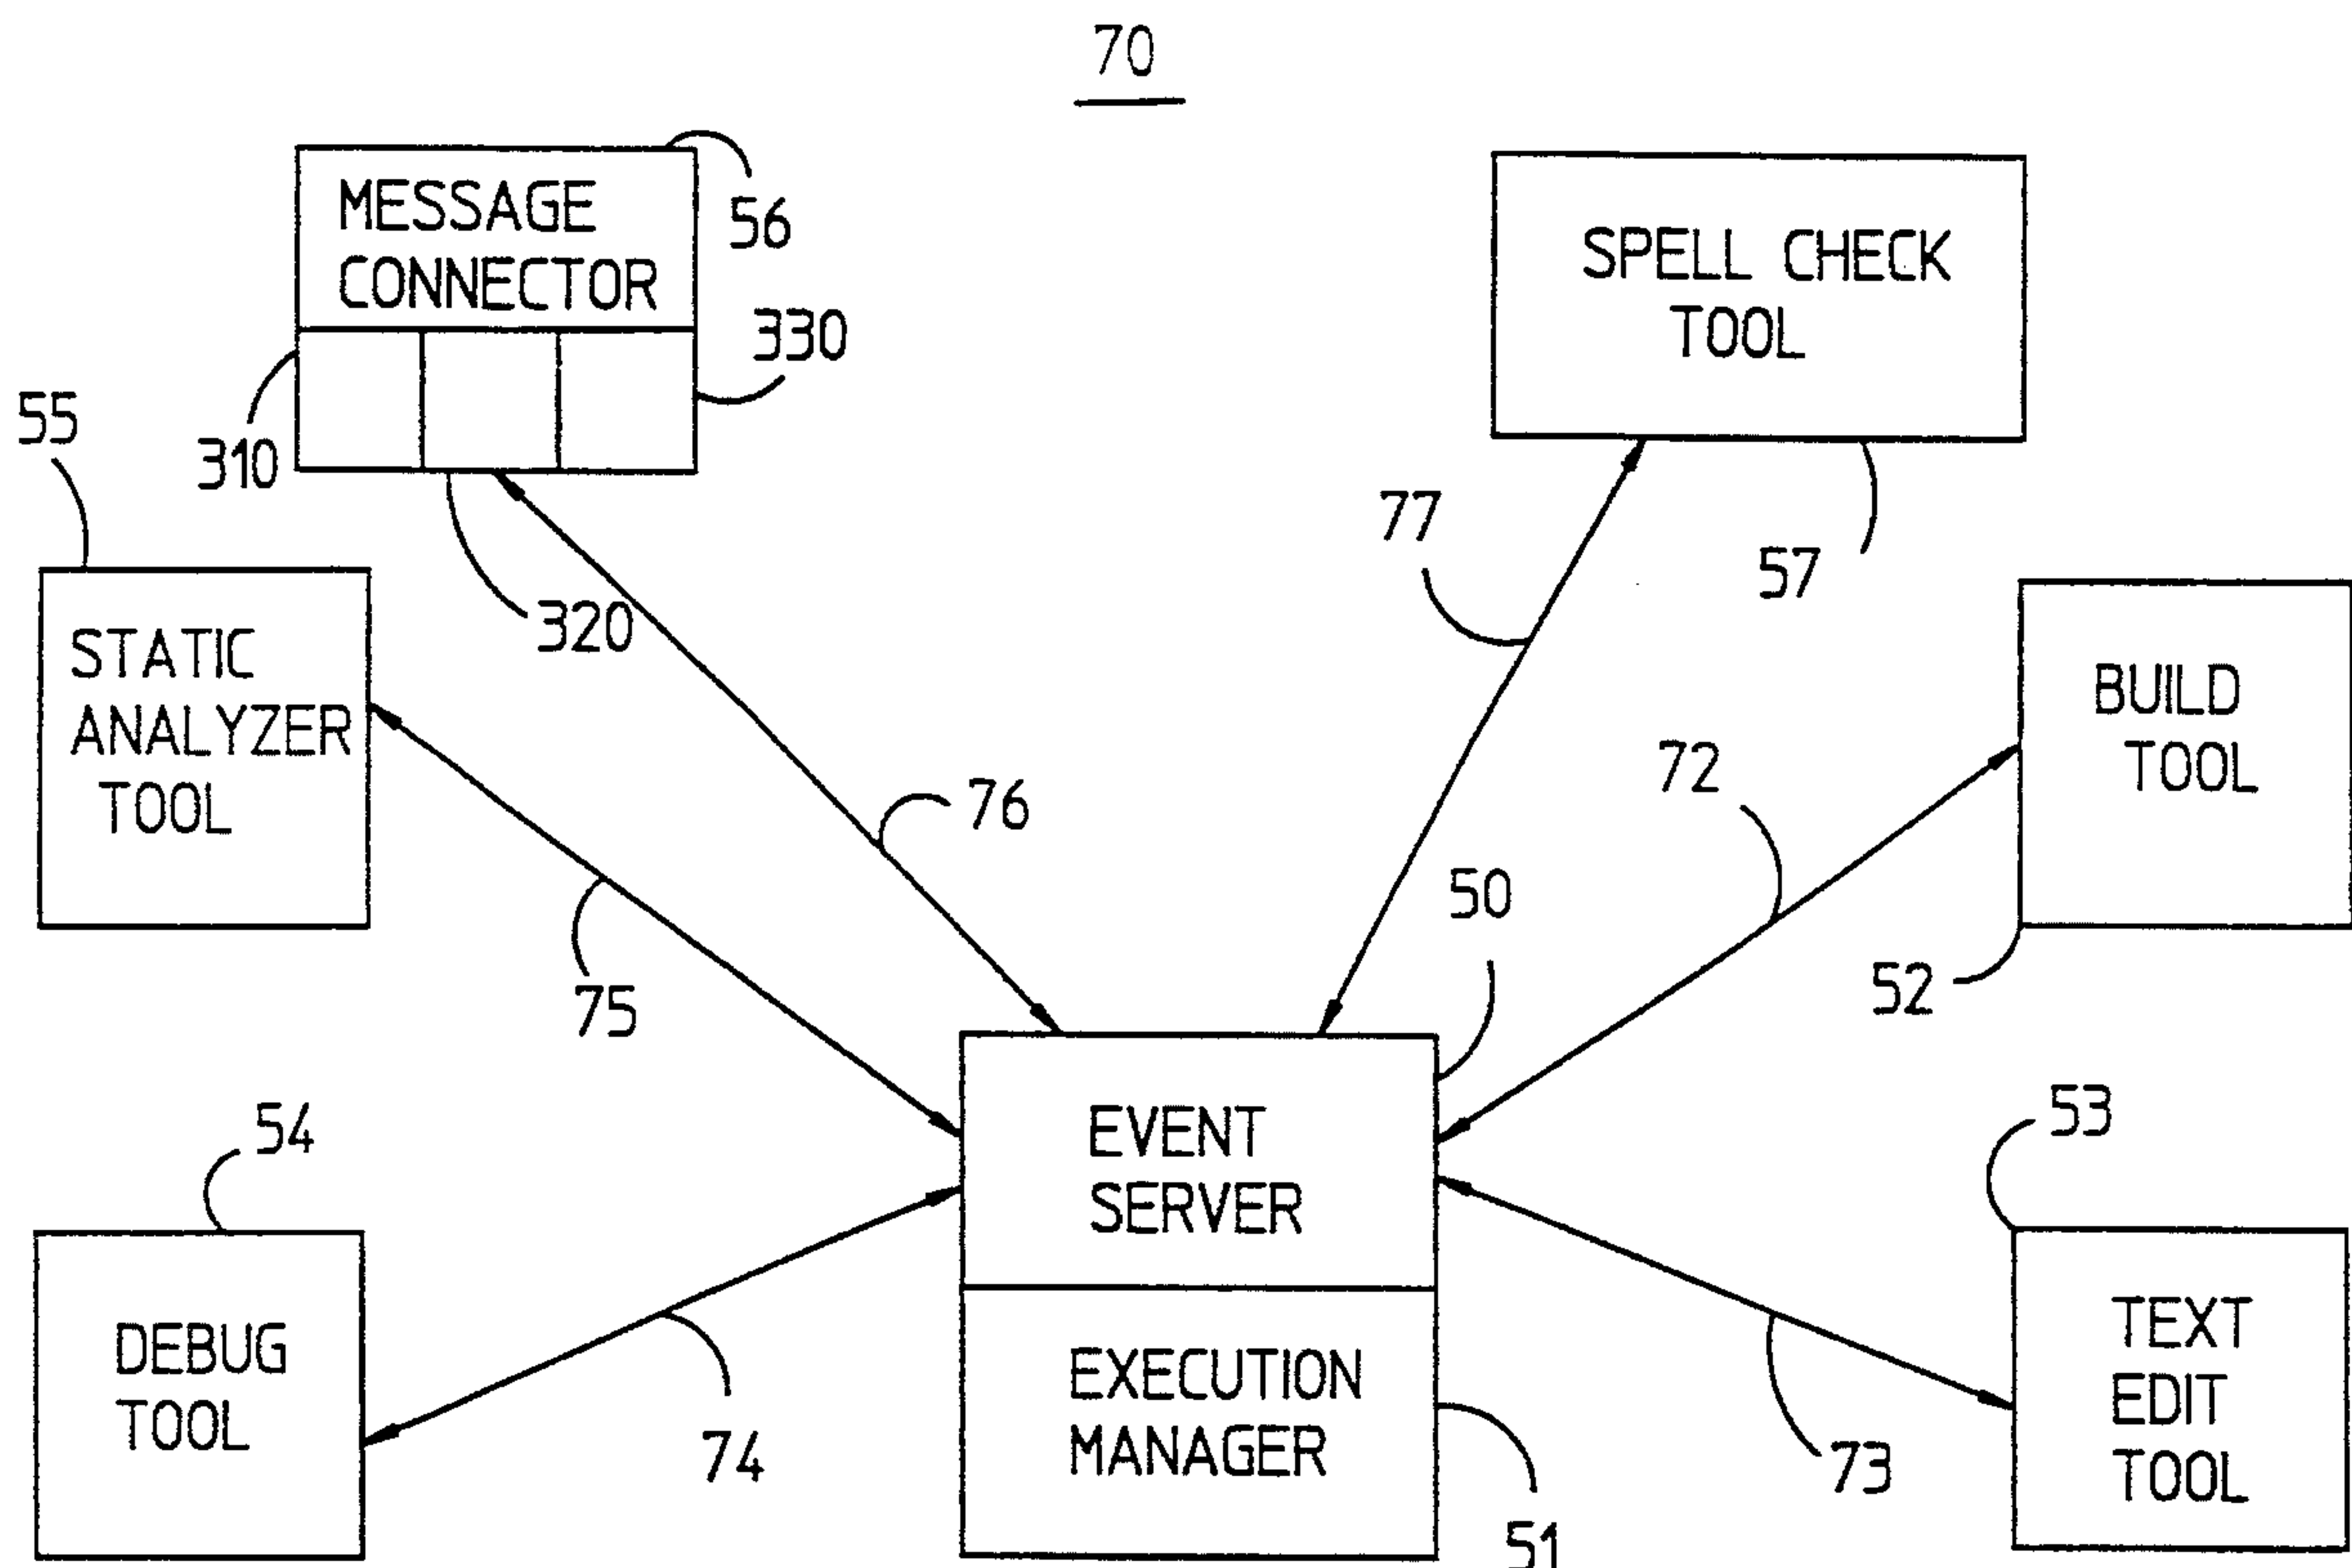 70
MESSAGE
CONNECTOR
56
330
310
320
SPELL CHECK
TOOL
77
57
55
STATIC
ANALYZER
TOOL
75
76
72
BUILD
TOOL
52
50
EVENT
SERVER
EXECUTION
MANAGER
51
54
DEBUG
TOOL
74
53
TEXT
EDIT
TOOL
73